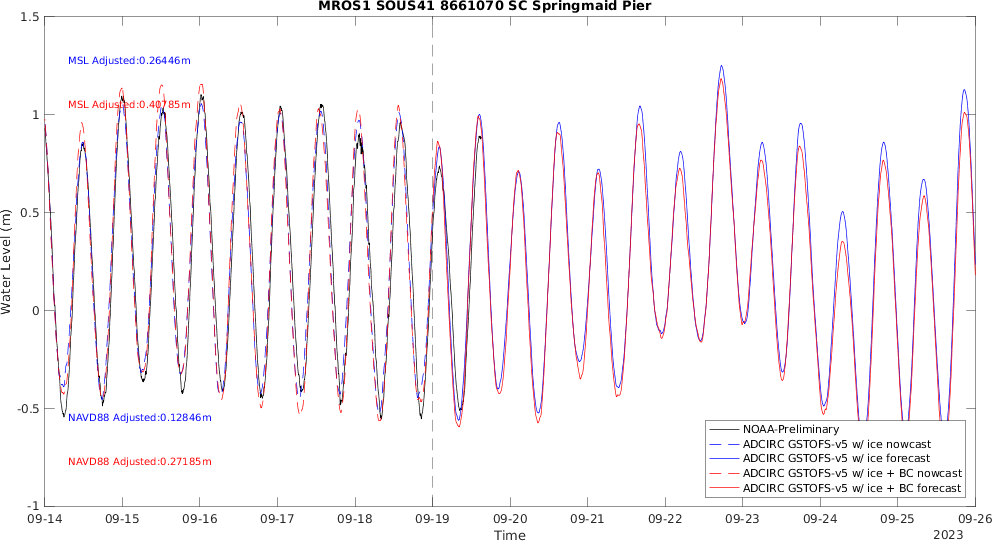 MROS1 SOUS41 8661070 SC Springmaid Pier
1.5
1
0.5
0
-0.5
-1
Water Level (m)
MSL Adjusted:0.26446m
MSL Adjusted:0.40785m
NAVD88 Adjusted:0.12846m
NAVD88 Adjusted:0.27185m
NOAA-Preliminary
ADCIRC GSTOFS-v5 w/ ice nowcast
ADCIRC GSTOFS-v5 w/ ice forecast
ADCIRC GSTOFS-v5 w/ ice + BC nowcast
ADCIRC GSTOFS-v5 w/ ice + BC forecast
09-14 09-15 09-16 09-17 09-18 09-19 09-20 09-21 09-22 09-23 09-24 09-25 09-26
Time
2023